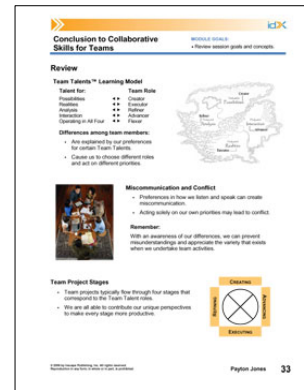 idX
Conclusion to Collaborative
Skills for Teams
MODULE GOALS:
• Review session goals and concepts.
Review
Team Talents™ Learning Model
Talent for: Team Role
Possibilities Creator
Realities Executor
Analysis Refiner
Interaction Advancer
Operating in All Four Flexer
Differences among team members:
• Are explained by our preferences
for certain Team Talents.
• Cause us to choose different roles
and act on different priorities.
Miscommunication and Conflict
• Preferences in how we listen and speak can create
miscommunication.
• Acting solely on our own priorities may lead to conflict.
Remember:
With an awareness of our differences, we can prevent
misunderstandings and appreciate the variety that exists
when we undertake team activities.
Team Project Stages
• Team projects typically flow through four stages that
correspond to the Team Talent roles.
• We are all able to contribute our unique perspectives
to make every stage more productive.
CREATING
REFINING
ADVANCING
EXECUTING
Payton Jones 33